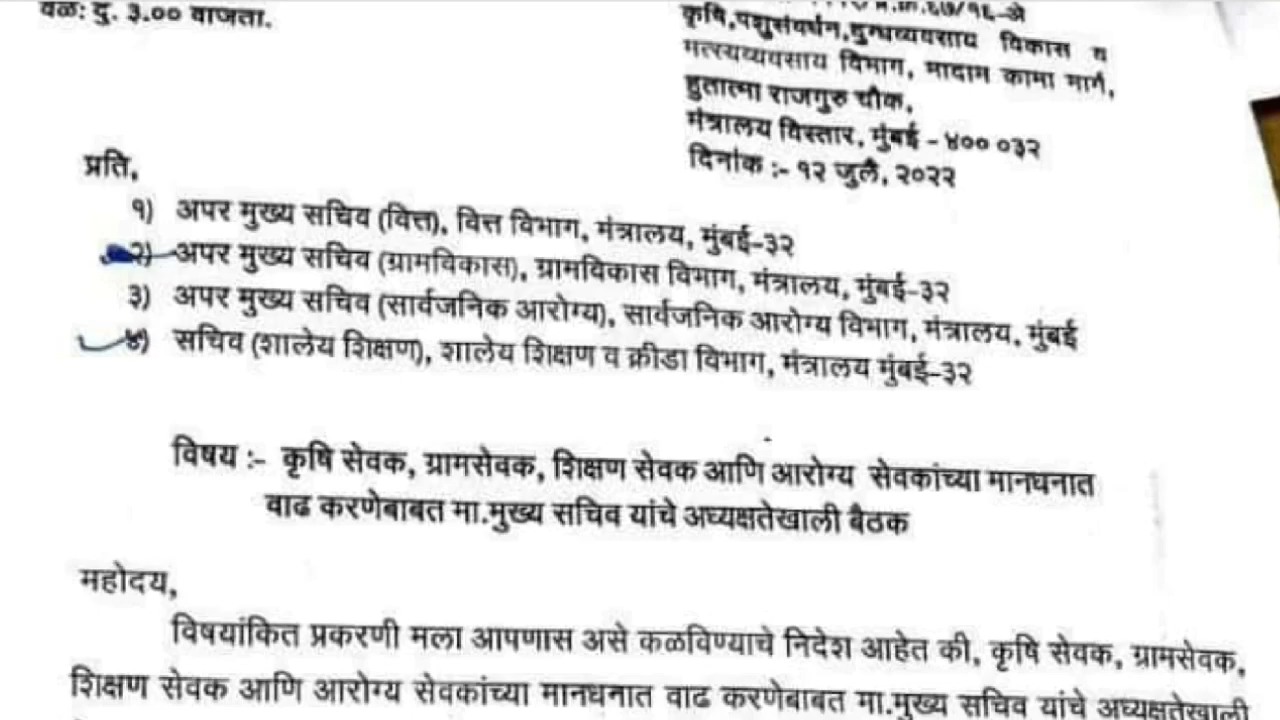 वेळ: दु. ३.०० वाजता.
कृषि,पशुसंवर्धन,दुग्धव्यवसाय विकास व
मत्स्यव्यवसाय विभाग, मादाम कामा मार्ग,
हुतात्मा राजगुरु चौक,
मंत्रालय विस्तार, मुंबई - ४०० ०३२
दिनांक :- १२ जुलै, २०२२
प्रति,
१) अपर मुख्य सचिव (वित्त), वित्त विभाग, मंत्रालय, मुंबई-३२
२) अपर मुख्य सचिव (ग्रामविकास), ग्रामविकास विभाग, मंत्रालय, मुंबई-३२
३) अपर मुख्य सचिव (सार्वजनिक आरोग्य), सार्वजनिक आरोग्य विभाग, मंत्रालय, मुंबई
४) सचिव (शालेय शिक्षण), शालेय शिक्षण व क्रीडा विभाग, मंत्रालय मुंबई-३२
विषय :- कृषि सेवक, ग्रामसेवक, शिक्षण सेवक आणि आरोग्य सेवकांच्या मानधनात
वाढ करणेबाबत मा.मुख्य सचिव यांचे अध्यक्षतेखाली बैठक
महोदय,
विषयांकित प्रकरणी मला आपणास असे कळविण्याचे निदेश आहेत की, कृषि सेवक, ग्रामसेवक,
शिक्षण सेवक आणि आरोग्य सेवकांच्या मानधनात वाढ करणेबाबत मा.मुख्य सचिव यांचे अध्यक्षतेखाली